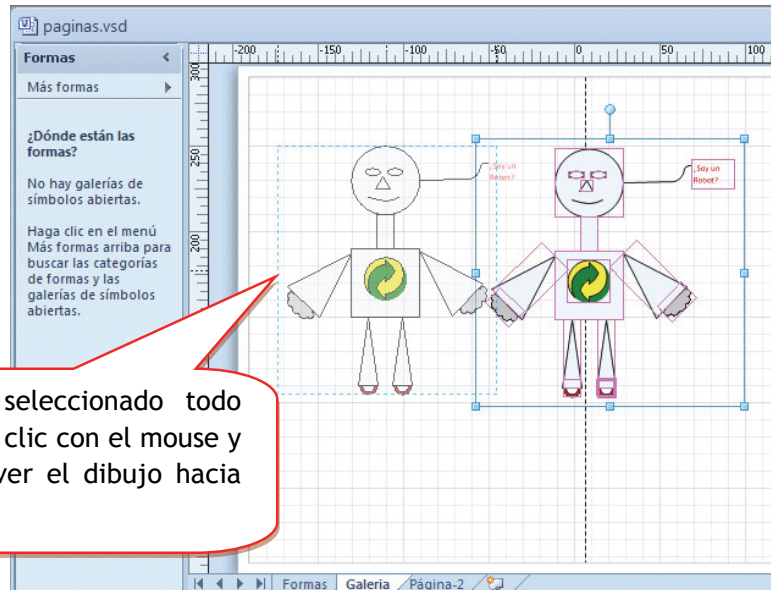 paginas.vsd
Formas
Más formas
¿Dónde están las
formas?
No hay galerías de
símbolos abiertas.
Haga clic en el menú
Más formas arriba para
buscar las categorías
de formas y las
galerías de símbolos
abiertas.
-200 -150 -100 -50 0 50 100
300
250
200
¿Soy un
Robot?
¿Soy un
Robot?
seleccionado todo
clic con el mouse y
ver el dibujo hacia
Formas Galeria Página-2